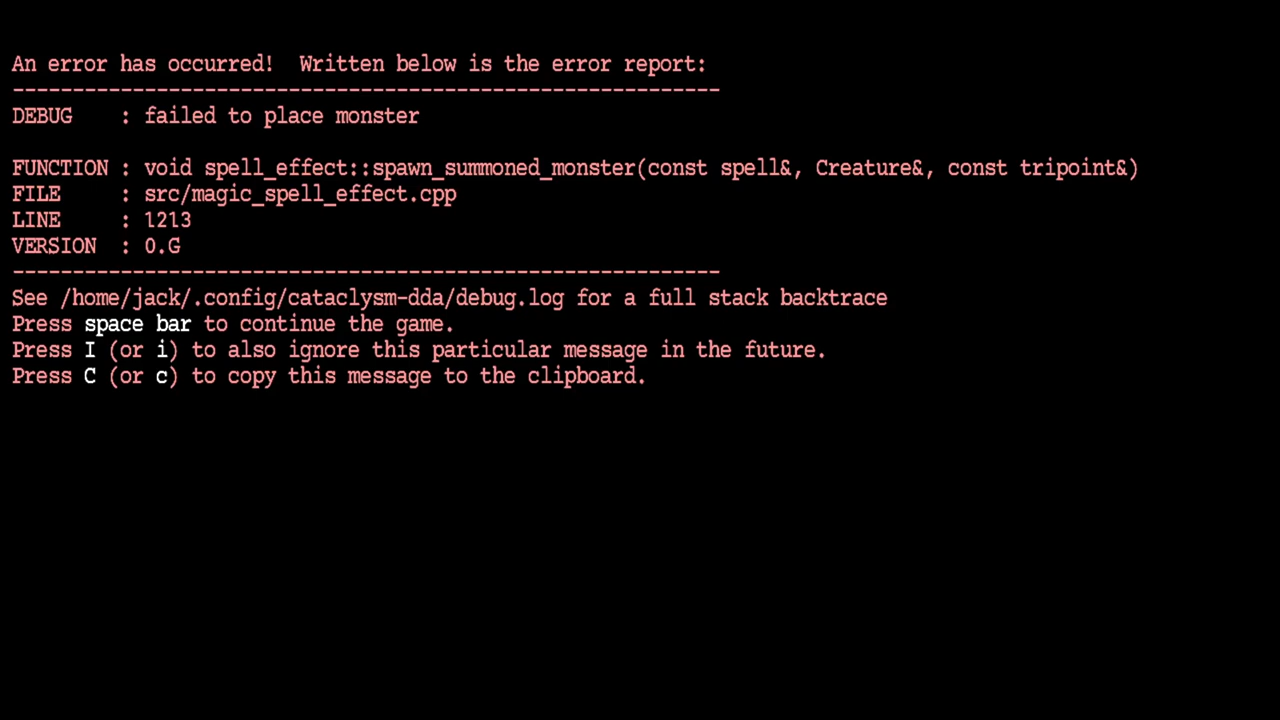 An error has occurred!  Written below is the error report:
-----------------------------------------------------------
DEBUG    : failed to place monster
FUNCTION : void spell_effect::spawn_summoned_monster(const spell&, Creature&, const tripoint&)
FILE     : src/magic_spell_effect.cpp
LINE     : 1213
VERSION  : 0.G
-----------------------------------------------------------
See /home/jack/.config/cataclysm-dda/debug.log for a full stack backtrace
Press space bar to continue the game.
Press I (or i) to also ignore this particular message in the future.
Press C (or c) to copy this message to the clipboard.